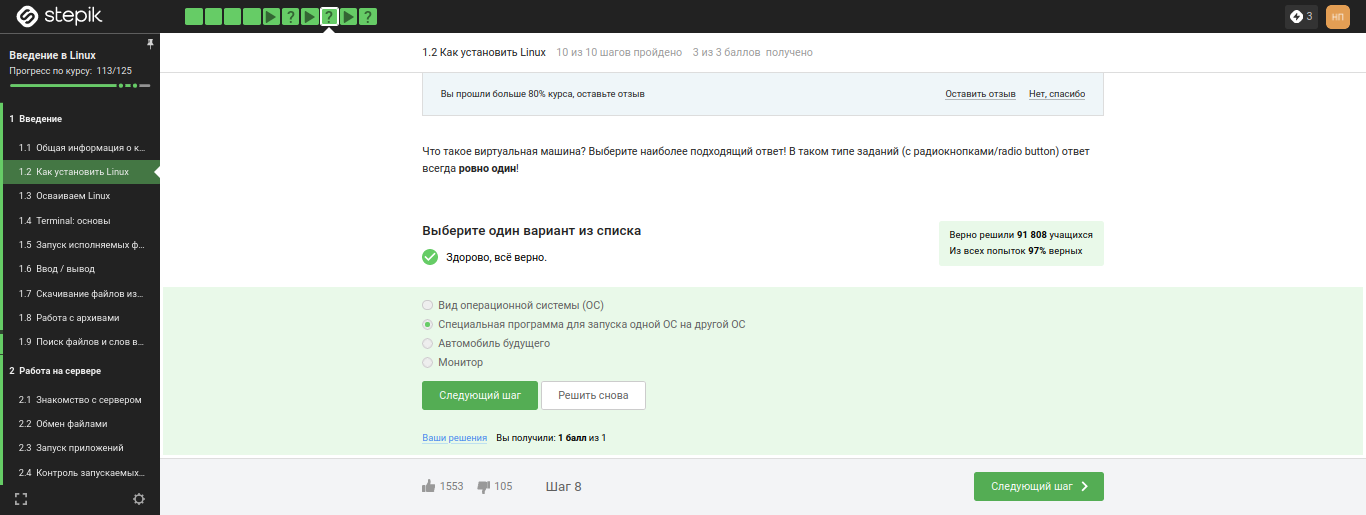 stepik
3
НП
Введение в Linux
Прогресс по курсу: 113/125
1 Введение
1.1 Общая информация о к...
1.2 Как установить Linux
1.3 Осваиваем Linux
1.4 Terminal: основы
1.5 Запуск исполняемых ф...
1.6 Ввод / вывод
1.7 Скачивание файлов из...
1.8 Работа с архивами
1.9 Поиск файлов и слов в...
2 Работа на сервере
2.1 Знакомство с сервером
2.2 Обмен файлами
2.3 Запуск приложений
2.4 Контроль запускаемых...
1.2 Как установить Linux 10 из 10 шагов пройдено 3 из 3 баллов получено
Вы прошли больше 80% курса, оставьте отзыв Оставить отзыв Нет, спасибо
Что такое виртуальная машина? Выберите наиболее подходящий ответ! В таком типе заданий (с радиокнопками/radio button) ответ
всегда ровно один!
Выберите один вариант из списка
Здорово, всё верно.
Верно решили 91 808 учащихся
Из всех попыток 97% верных
Вид операционной системы (ОС)
Специальная программа для запуска одной ОС на другой ОС
Автомобиль будущего
Монитор
Следующий шаг Решить снова
Ваши решения Вы получили: 1 балл из 1
1553 105 Шаг 8 Следующий шаг